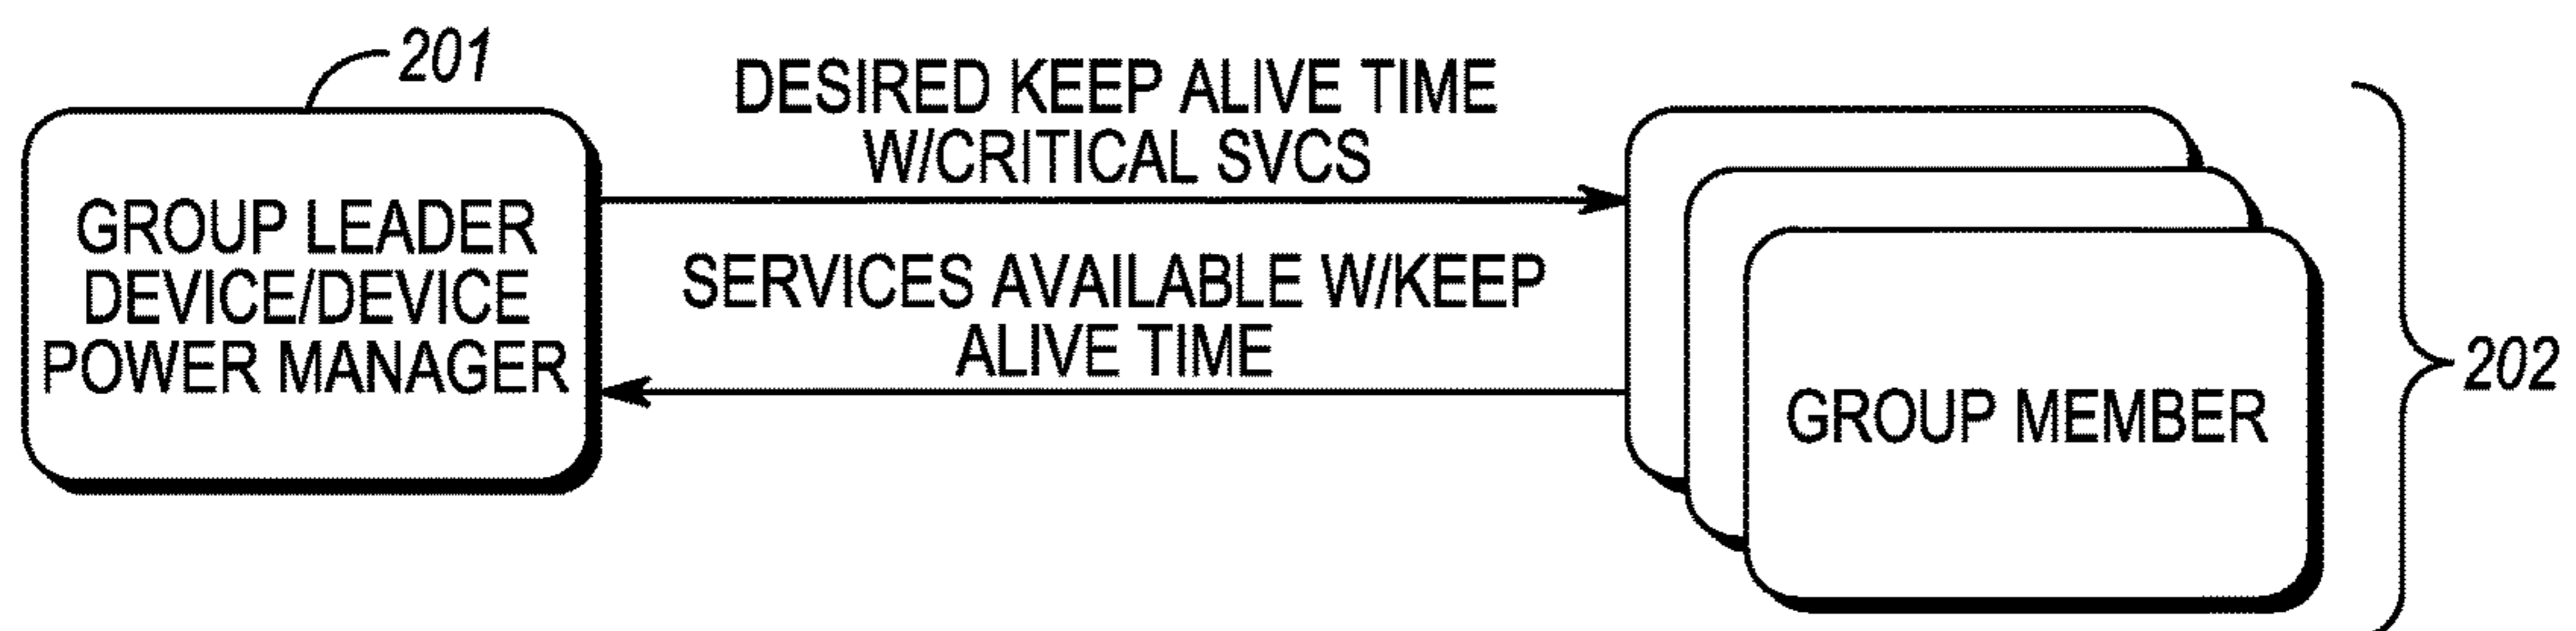 201
DESIRED KEEP ALIVE TIME
W/CRITICAL SVCS
GROUP LEADER
DEVICE/DEVICE
POWER MANAGER
SERVICES AVAILABLE W/KEEP
ALIVE TIME
GROUP MEMBER
202